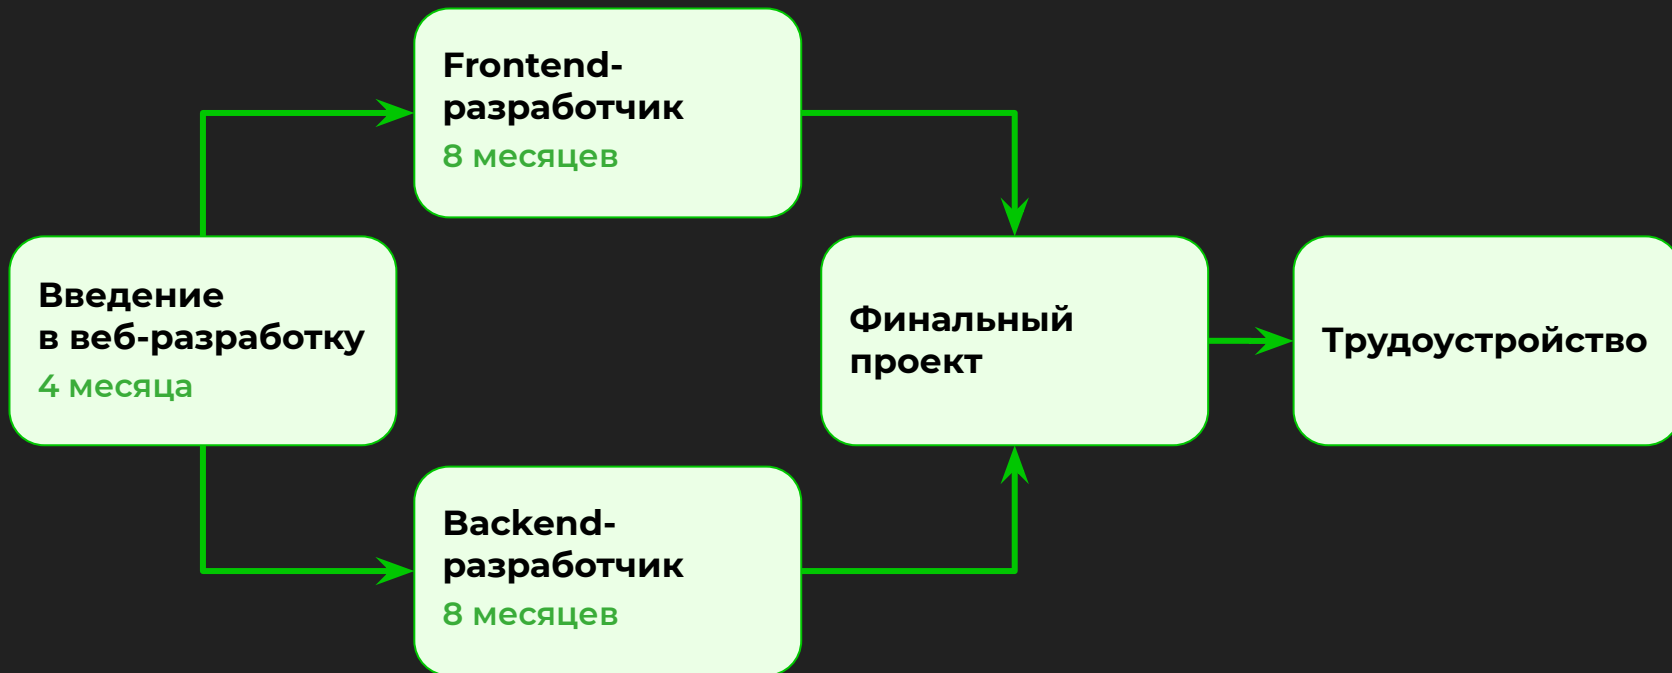 Frontend-
разработчик
8 месяцев
Введение
в веб-разработку
4 месяца
Финальный
проект
Трудоустройство
Backend-
разработчик
8 месяцев